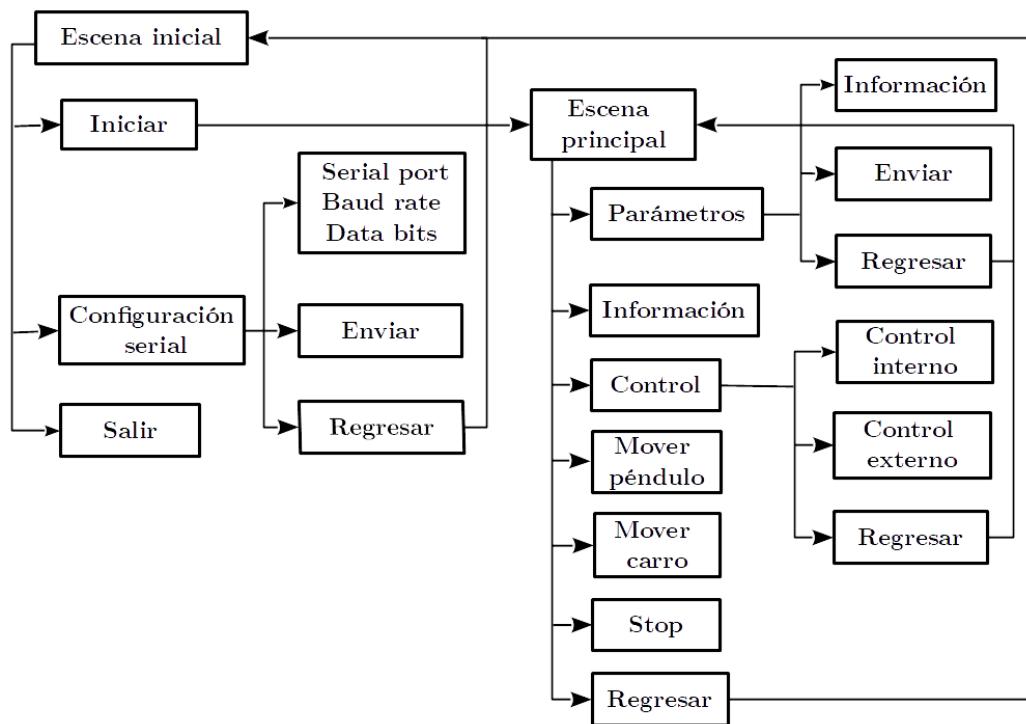 Escena inicial
Iniciar
Serial port
Baud rate
Data bits
Configuración
serial
Enviar
Salir
Regresar
Escena
principal
Parámetros
Información
Enviar
Regresar
Información
Control
Control
interno
Control
externo
Regresar
Mover
péndulo
Mover
carro
Stop
Regresar